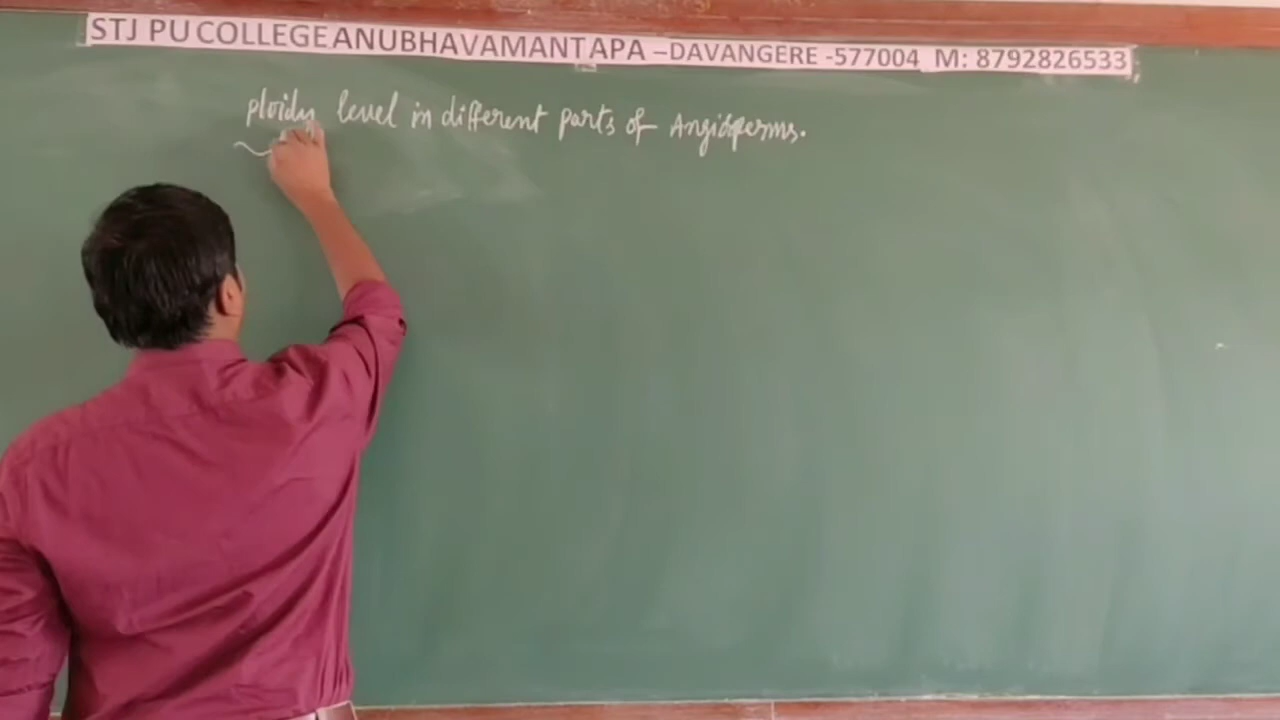 STJ PU COLLEGE ANUBHAVAMANTAPA – DAVANGERE -577004 M: 8792826533
ploidy level in different parts of Angiosperms.